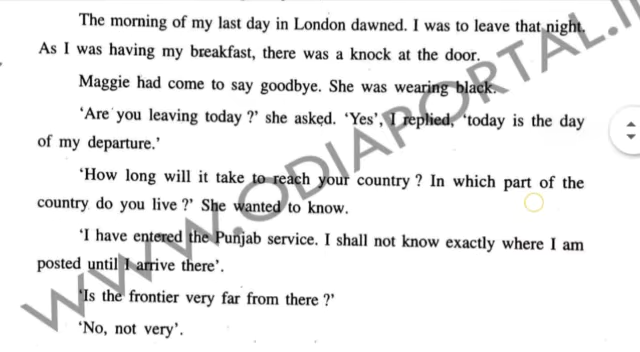 The morning of my last day in London dawned. I was to leave that night.
As I was having my breakfast, there was a knock at the door.
Maggie had come to say goodbye. She was wearing black.
'Are you leaving today ?' she asked. 'Yes', I replied, 'today is the day
of my departure.'
'How long will it take to reach your country ? In which part of the
country do you live ?' She wanted to know.
'I have entered the Punjab service. I shall not know exactly where I am
posted until I arrive there'.
'Is the frontier very far from there ?'
'No, not very'.
WWW.ODIAPORTAL.I